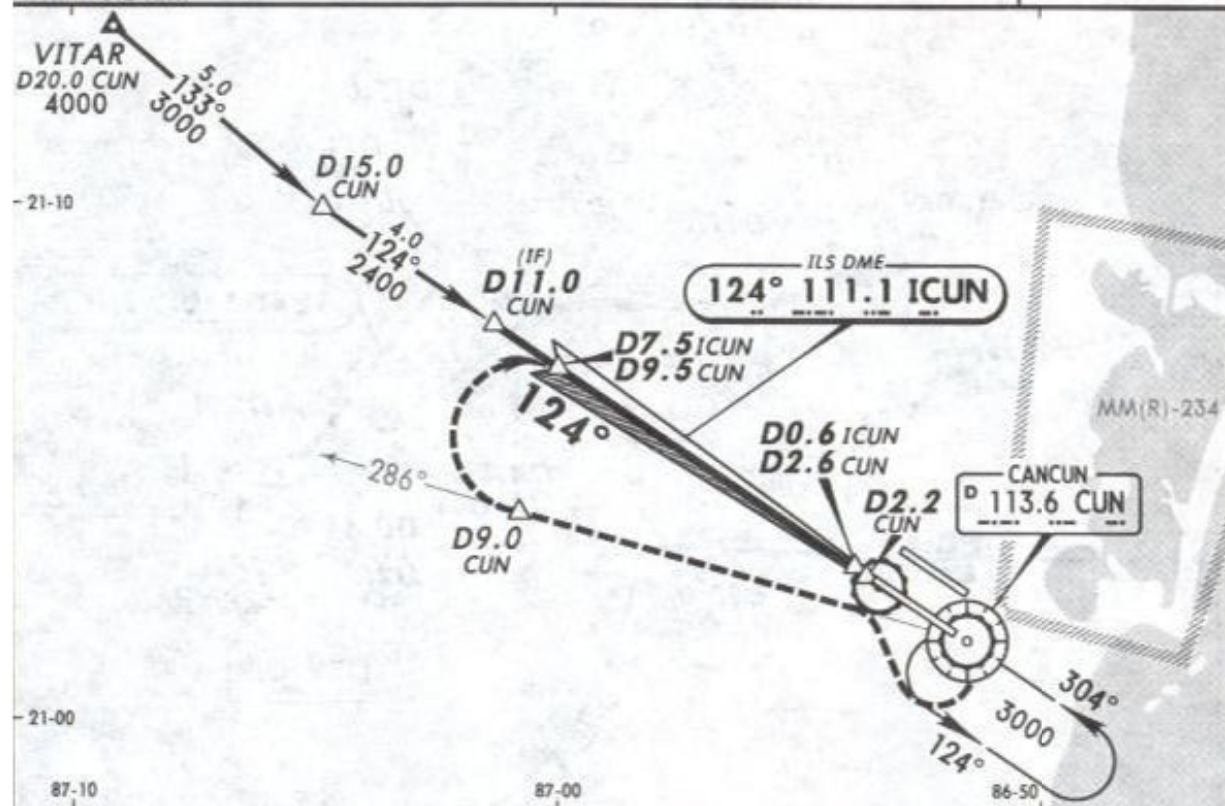 VITAR
D20.0 CUN
4000
5.0
133°
3000
D15.0
CUN
21-10
4.0
124°
2400
(IF)
D11.0
CUN
ILS DME
124° 111.1 ICUN
D7.5 ICUN
D9.5 CUN
124°
MM(R)-234
D0.6 ICUN
D2.6 CUN
286°
CANCUN
D 113.6 CUN
D2.2
CUN
D9.0
CUN
304°
3000
124°
21-00
87-10
87-00
86-50